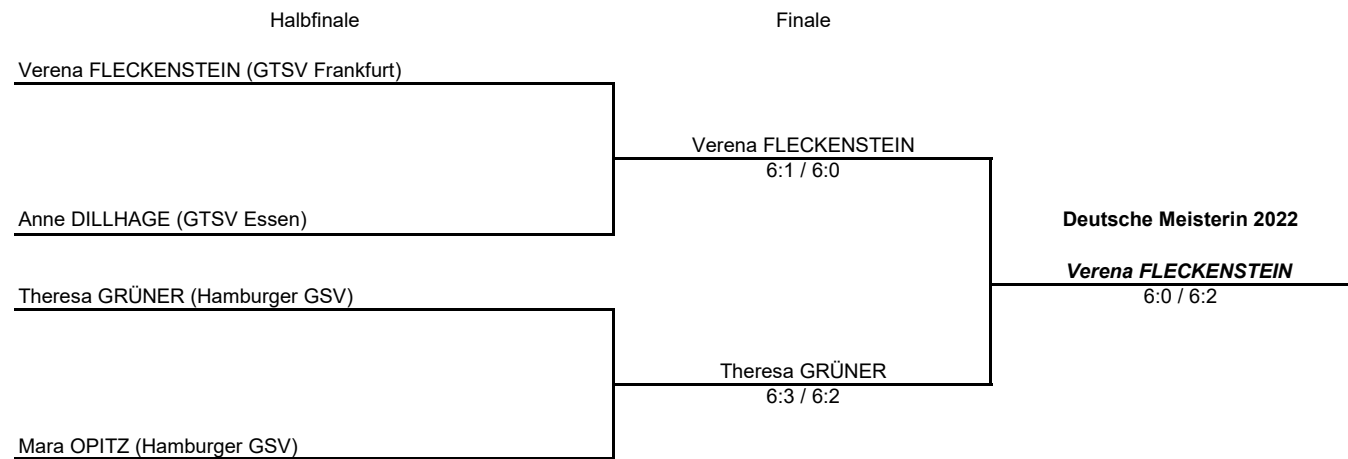 Halbfinale
Finale
Verena FLECKENSTEIN (GTSV Frankfurt)
Verena FLECKENSTEIN
6:1 / 6:0
Anne DILLHAGE (GTSV Essen)
Deutsche Meisterin 2022
Verena FLECKENSTEIN
6:0 / 6:2
Theresa GRÜNER (Hamburger GSV)
Theresa GRÜNER
6:3 / 6:2
Mara OPITZ (Hamburger GSV)